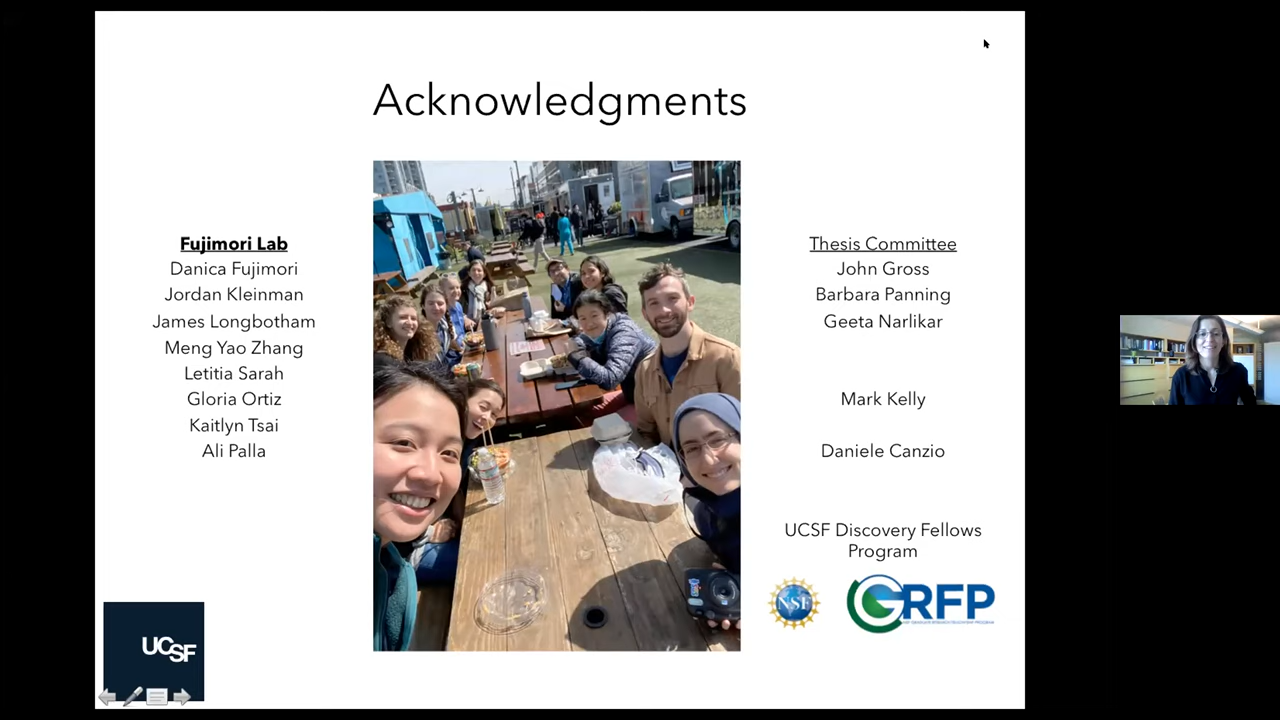 Acknowledgments
Fujimori Lab
Danica Fujimori
Jordan Kleinman
James Longbotham
Meng Yao Zhang
Letitia Sarah
Gloria Ortiz
Kaitlyn Tsai
Ali Palla
Thesis Committee
John Gross
Barbara Panning
Geeta Narlikar
Mark Kelly
Daniele Canzio
UCSF Discovery Fellows
Program
NSF
GRFP
UCSF